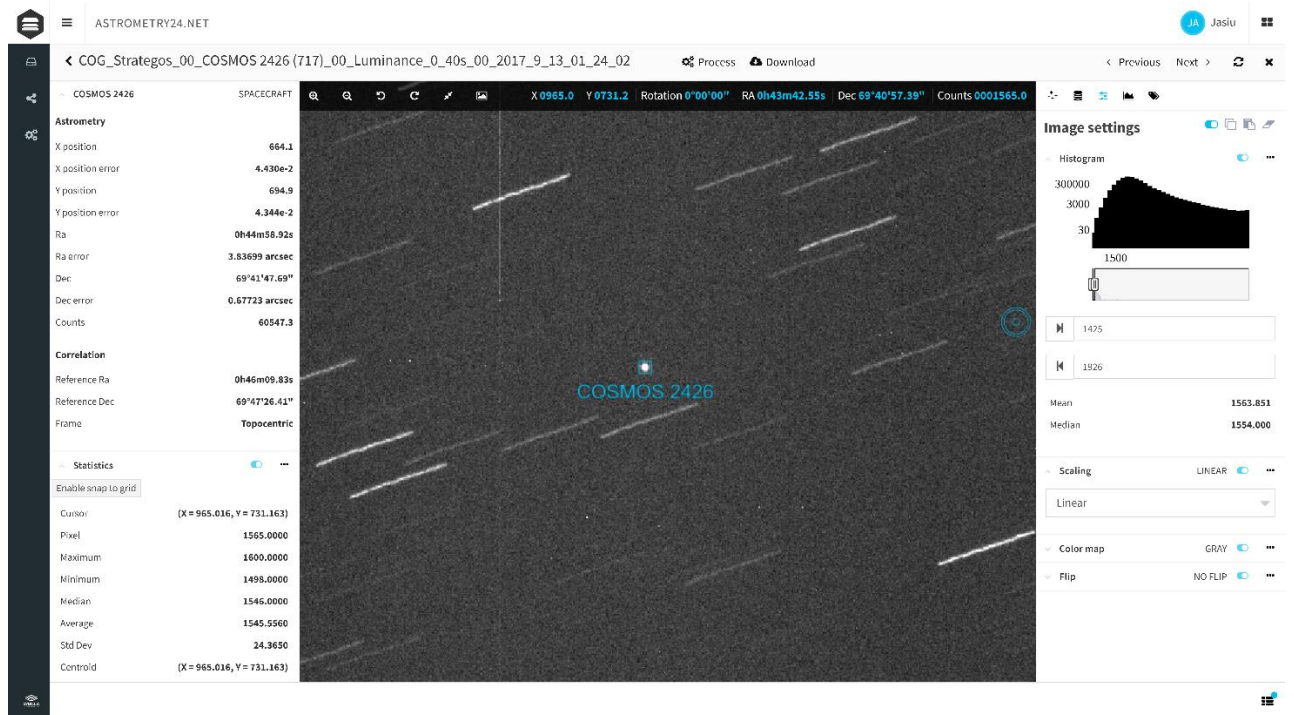 ASTROMETRY24.NET
JA Jasiu
COG_Strategos_00_COSMOS 2426 (717)_00_Luminance_0_40s_00_2017_9_13_01_24_02
Process
Download
Previous
Next
COSMOS 2426 SPACECRAFT
Astrometry
X position 664.1
X position error 4.430e-2
Y position 694.9
Y position error 4.344e-2
Ra 0h44m58.92s
Ra error 3.83699 arcsec
Dec 69°41'47.69"
Dec error 0.67723 arcsec
Counts 60547.3
Correlation
Reference Ra 0h46m09.83s
Reference Dec 69°47'26.41"
Frame Topocentric
Statistics
Enable snap to grid
Cursor (X = 965.016, Y = 731.163)
Pixel 1565.0000
Maximum 1600.0000
Minimum 1498.0000
Median 1546.0000
Average 1545.5560
Std Dev 24.3650
Centroid (X = 965.016, Y = 731.163)
X 0965.0 Y 0731.2 Rotation 0°00'00" RA 0h43m42.55s Dec 69°40'57.39" Counts 0001565.0
COSMOS 2426
Image settings
Histogram
300000
3000
30
1500
1425
1926
Mean 1563.851
Median 1554.000
Scaling LINEAR
Linear
Color map GRAY
Flip NO FLIP